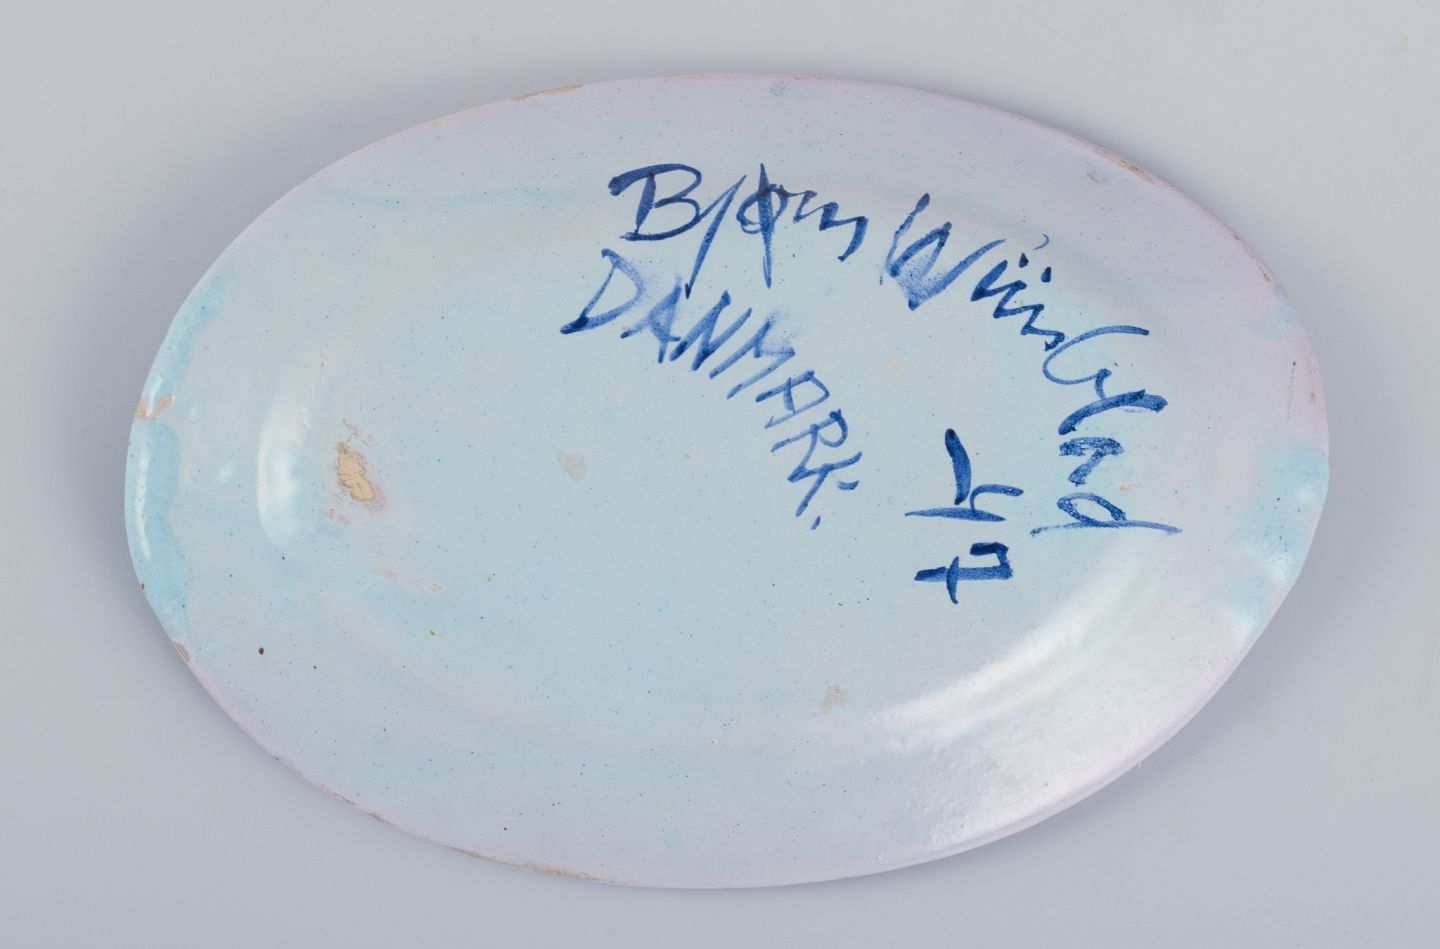 Bjørn Wiinblad
DANMARK.
-47